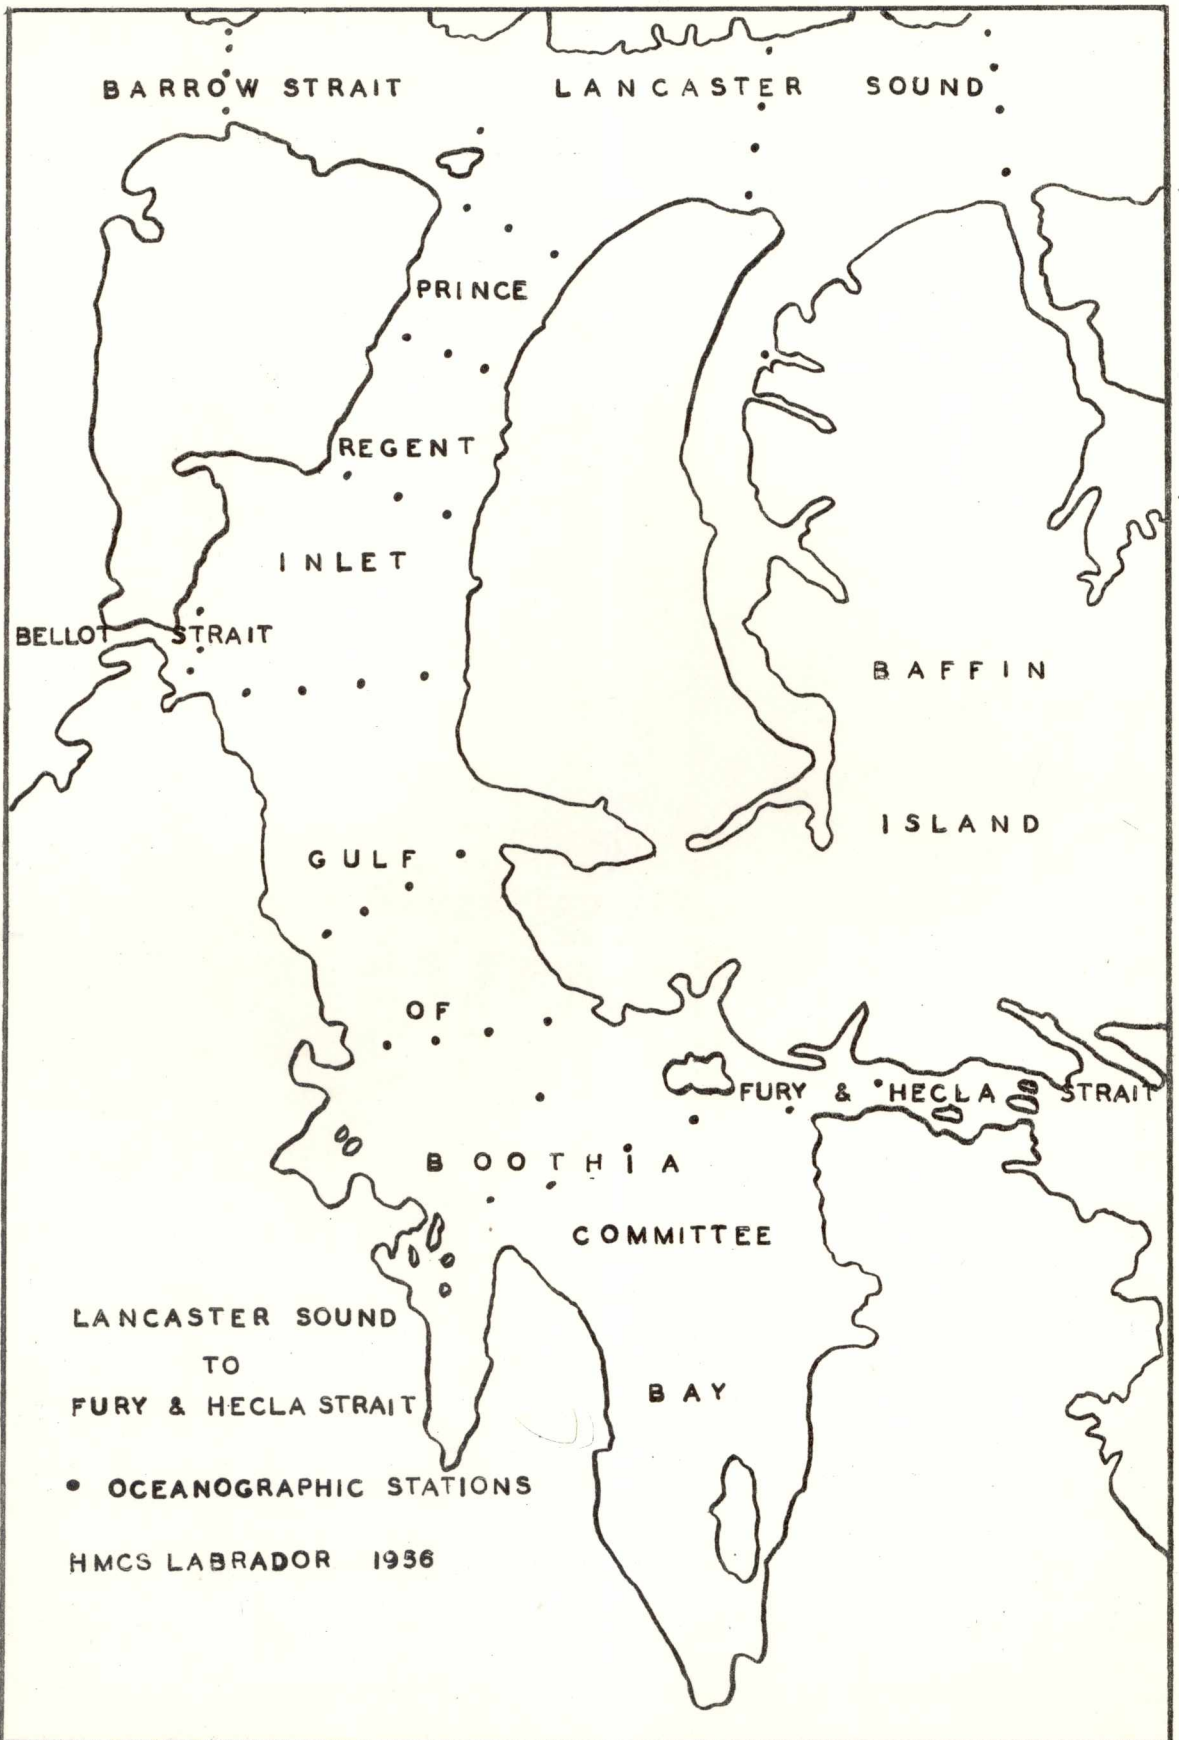 BARROW STRAIT
LANCASTER SOUND
PRINCE
REGENT
INLET
BELLOT STRAIT
BAFFIN
ISLAND
GULF
OF
BOOTHIA
FURY & HECLA STRAIT
COMMITTEE
BAY
LANCASTER SOUND
TO
FURY & HECLA STRAIT
• OCEANOGRAPHIC STATIONS
HMCS LABRADOR 1956